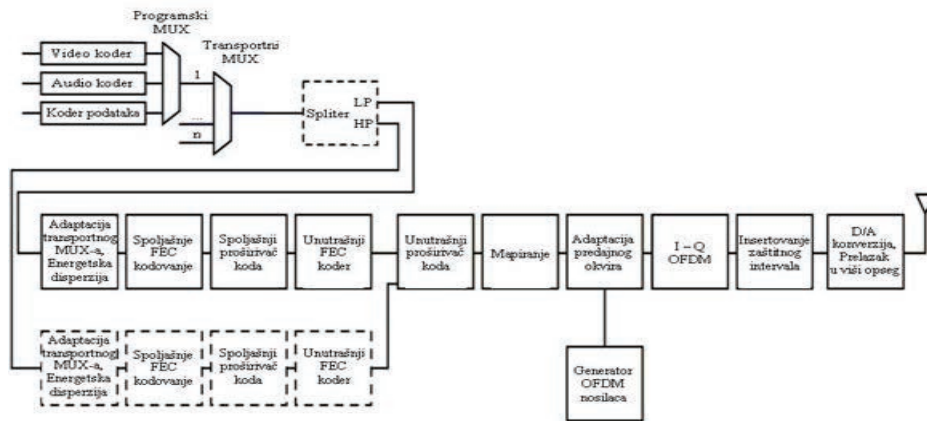 Programski
MUX
Transportni
MUX
Video koder
Audio koder
Koder podataka
1
...
n
Spliter
LP
HP
Adaptacija
transportnog
MUX-a,
Energetska
disperzija
Spoljašnje
FEC
kodovanje
Spoljašnji
proširivač
koda
Unutrašnji
FEC
koder
Unutrašnji
proširivač
koda
Mapiranje
Adaptacija
predajnog
okvira
I – Q
OFDM
Insertovanje
zaštitnog
intervala
D/A
konverzija,
Prelazak
u viši opseg
Adaptacija
transportnog
MUX-a,
Energetska
disperzija
Spoljašnje
FEC
kodovanje
Spoljašnji
proširivač
koda
Unutrašnji
FEC
koder
Generator
OFDM
nosilaca